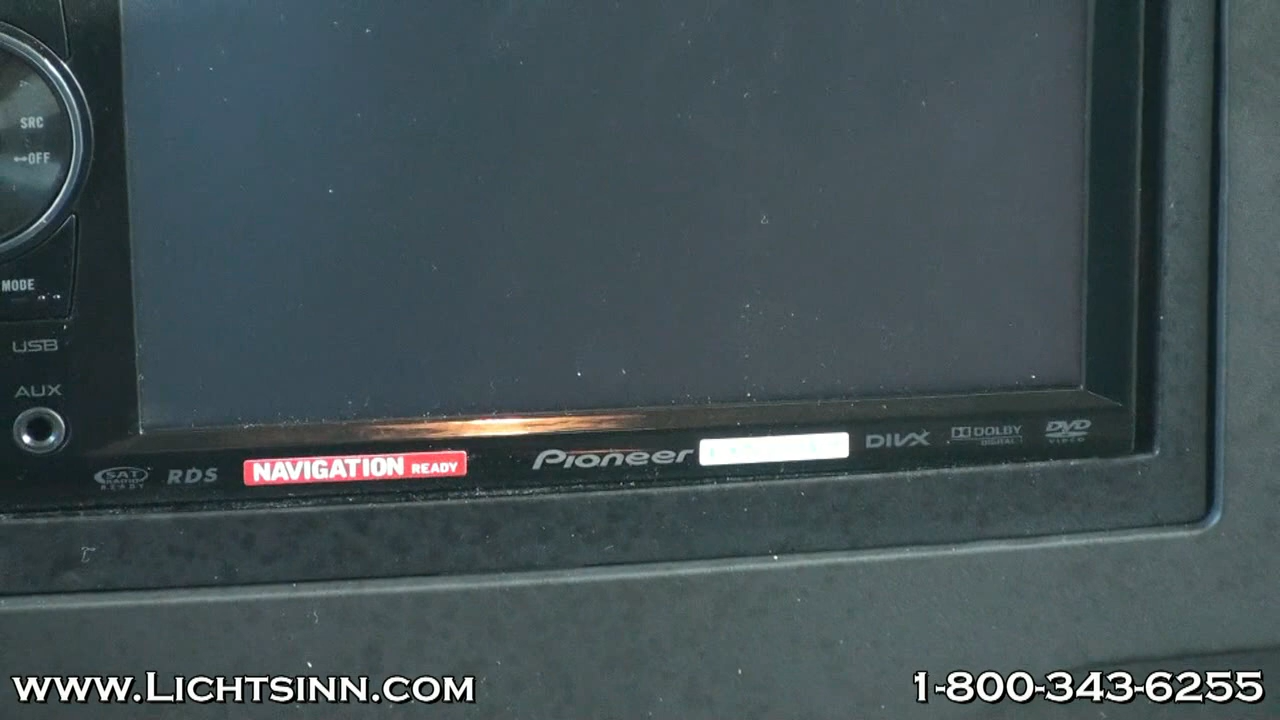 SRC
OFF
MODE
USB
AUX
SAT RADIO READY
RDS
NAVIGATION READY
Pioneer
DIVX
DOLBY DIGITAL
DVD VIDEO
www.Lichtsinn.com
1-800-343-6255